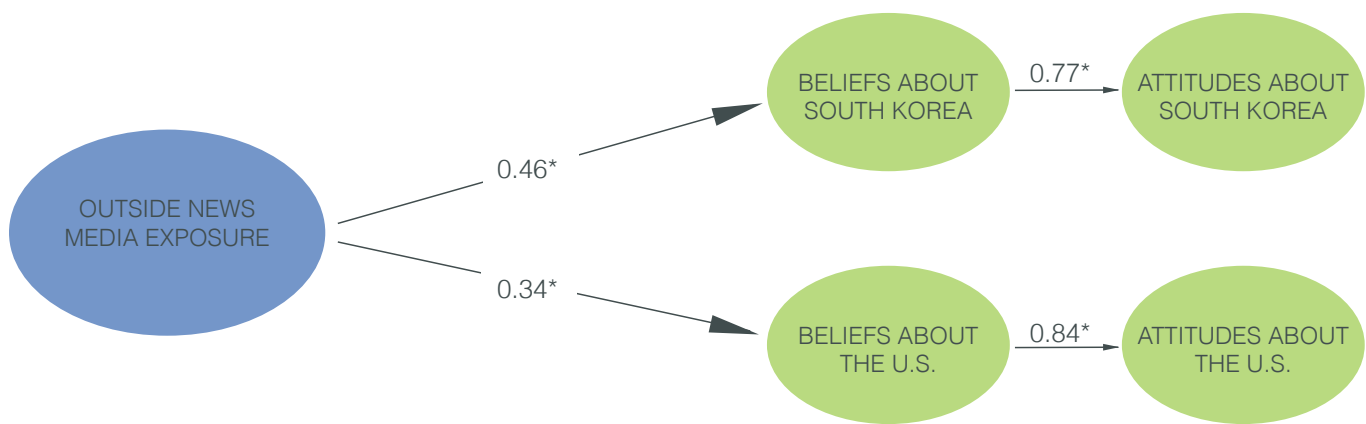 OUTSIDE NEWS
MEDIA EXPOSURE
0.46*
0.34*
BELIEFS ABOUT
SOUTH KOREA
0.77*
ATTITUDES ABOUT
SOUTH KOREA
BELIEFS ABOUT
THE U.S.
0.84*
ATTITUDES ABOUT
THE U.S.